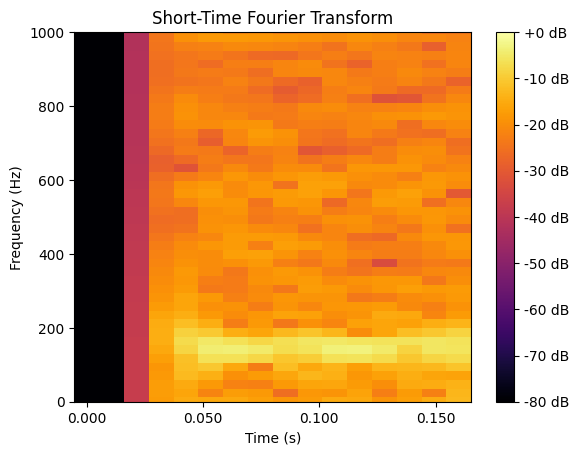 Short-Time Fourier Transform
1000
800
600
400
200
0
Frequency (Hz)
0.000
0.050
0.100
0.150
Time (s)
+0 dB
-10 dB
-20 dB
-30 dB
-40 dB
-50 dB
-60 dB
-70 dB
-80 dB